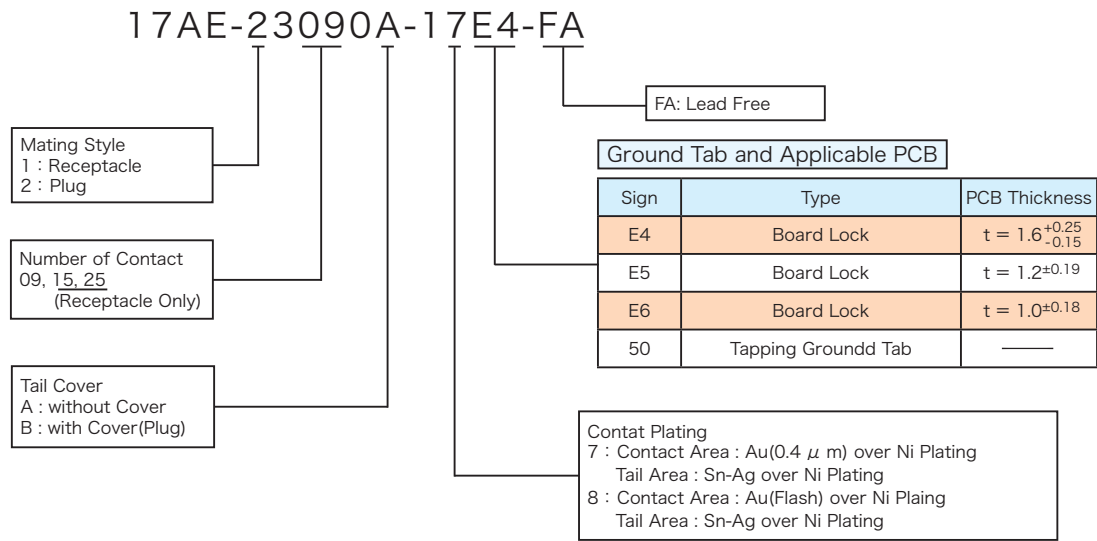 17AE-23090A-17E4-FA
FA: Lead Free
Mating Style
1 : Receptacle
2 : Plug
Number of Contact
09, 15, 25
(Receptacle Only)
Tail Cover
A : without Cover
B : with Cover(Plug)
Ground Tab and Applicable PCB
Sign Type PCB Thickness
E4 Board Lock t = 1.6 +0.25 -0.15
E5 Board Lock t = 1.2±0.19
E6 Board Lock t = 1.0±0.18
50 Tapping Groundd Tab ———
Contat Plating
7 : Contact Area : Au(0.4 μ m) over Ni Plating
Tail Area : Sn-Ag over Ni Plating
8 : Contact Area : Au(Flash) over Ni Plaing
Tail Area : Sn-Ag over Ni Plating